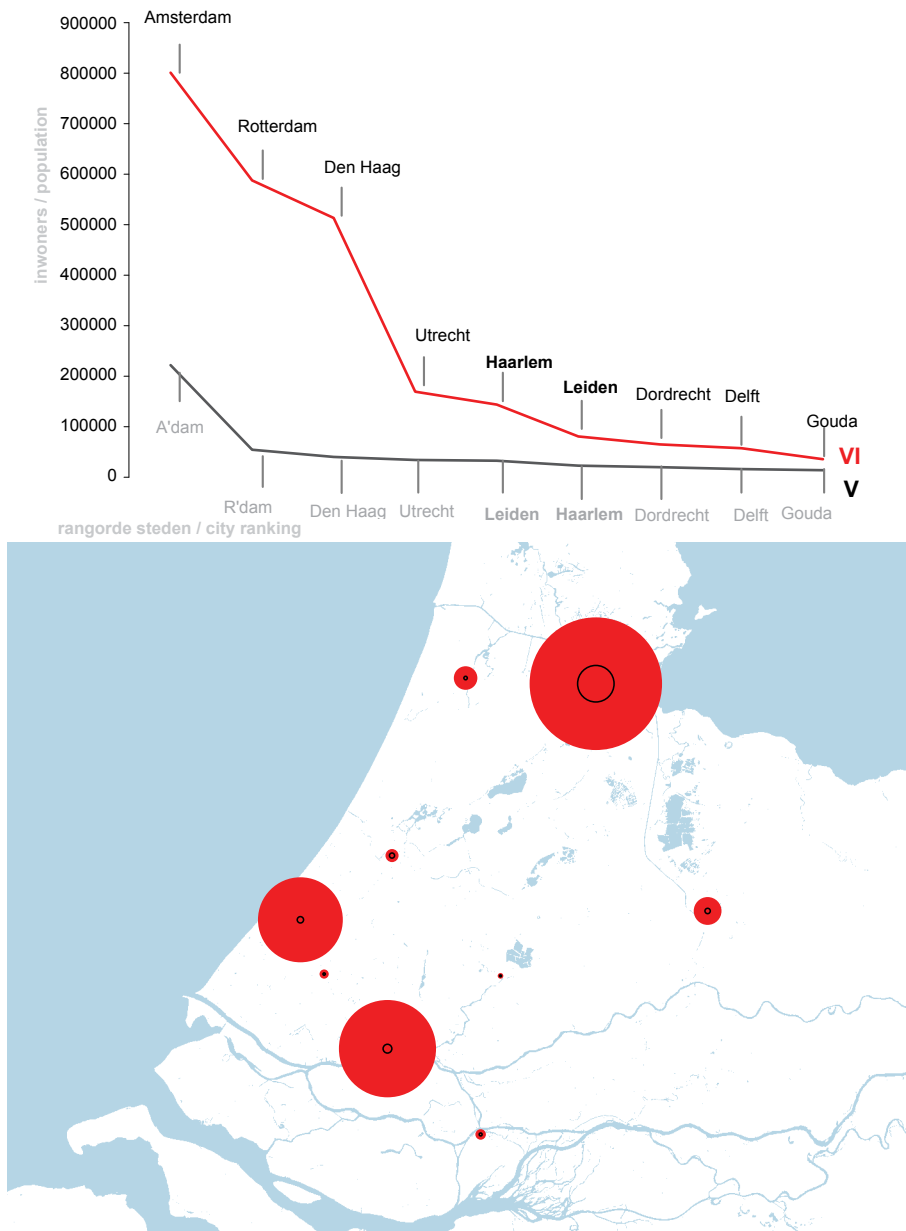 900000
Amsterdam
800000
700000
Rotterdam
600000
Den Haag
500000
400000
300000
Utrecht
Haarlem
200000
Leiden
Dordrecht
Delft
Gouda
100000
A'dam
VI
0
V
R'dam
Den Haag
Utrecht
Leiden
Haarlem
Dordrecht
Delft
Gouda
inwoners / population
rangorde steden / city ranking